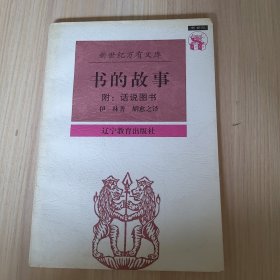 新世纪万有文库
书的故事
附：话说图书
伊 林著 胡愈之译
辽宁教育出版社